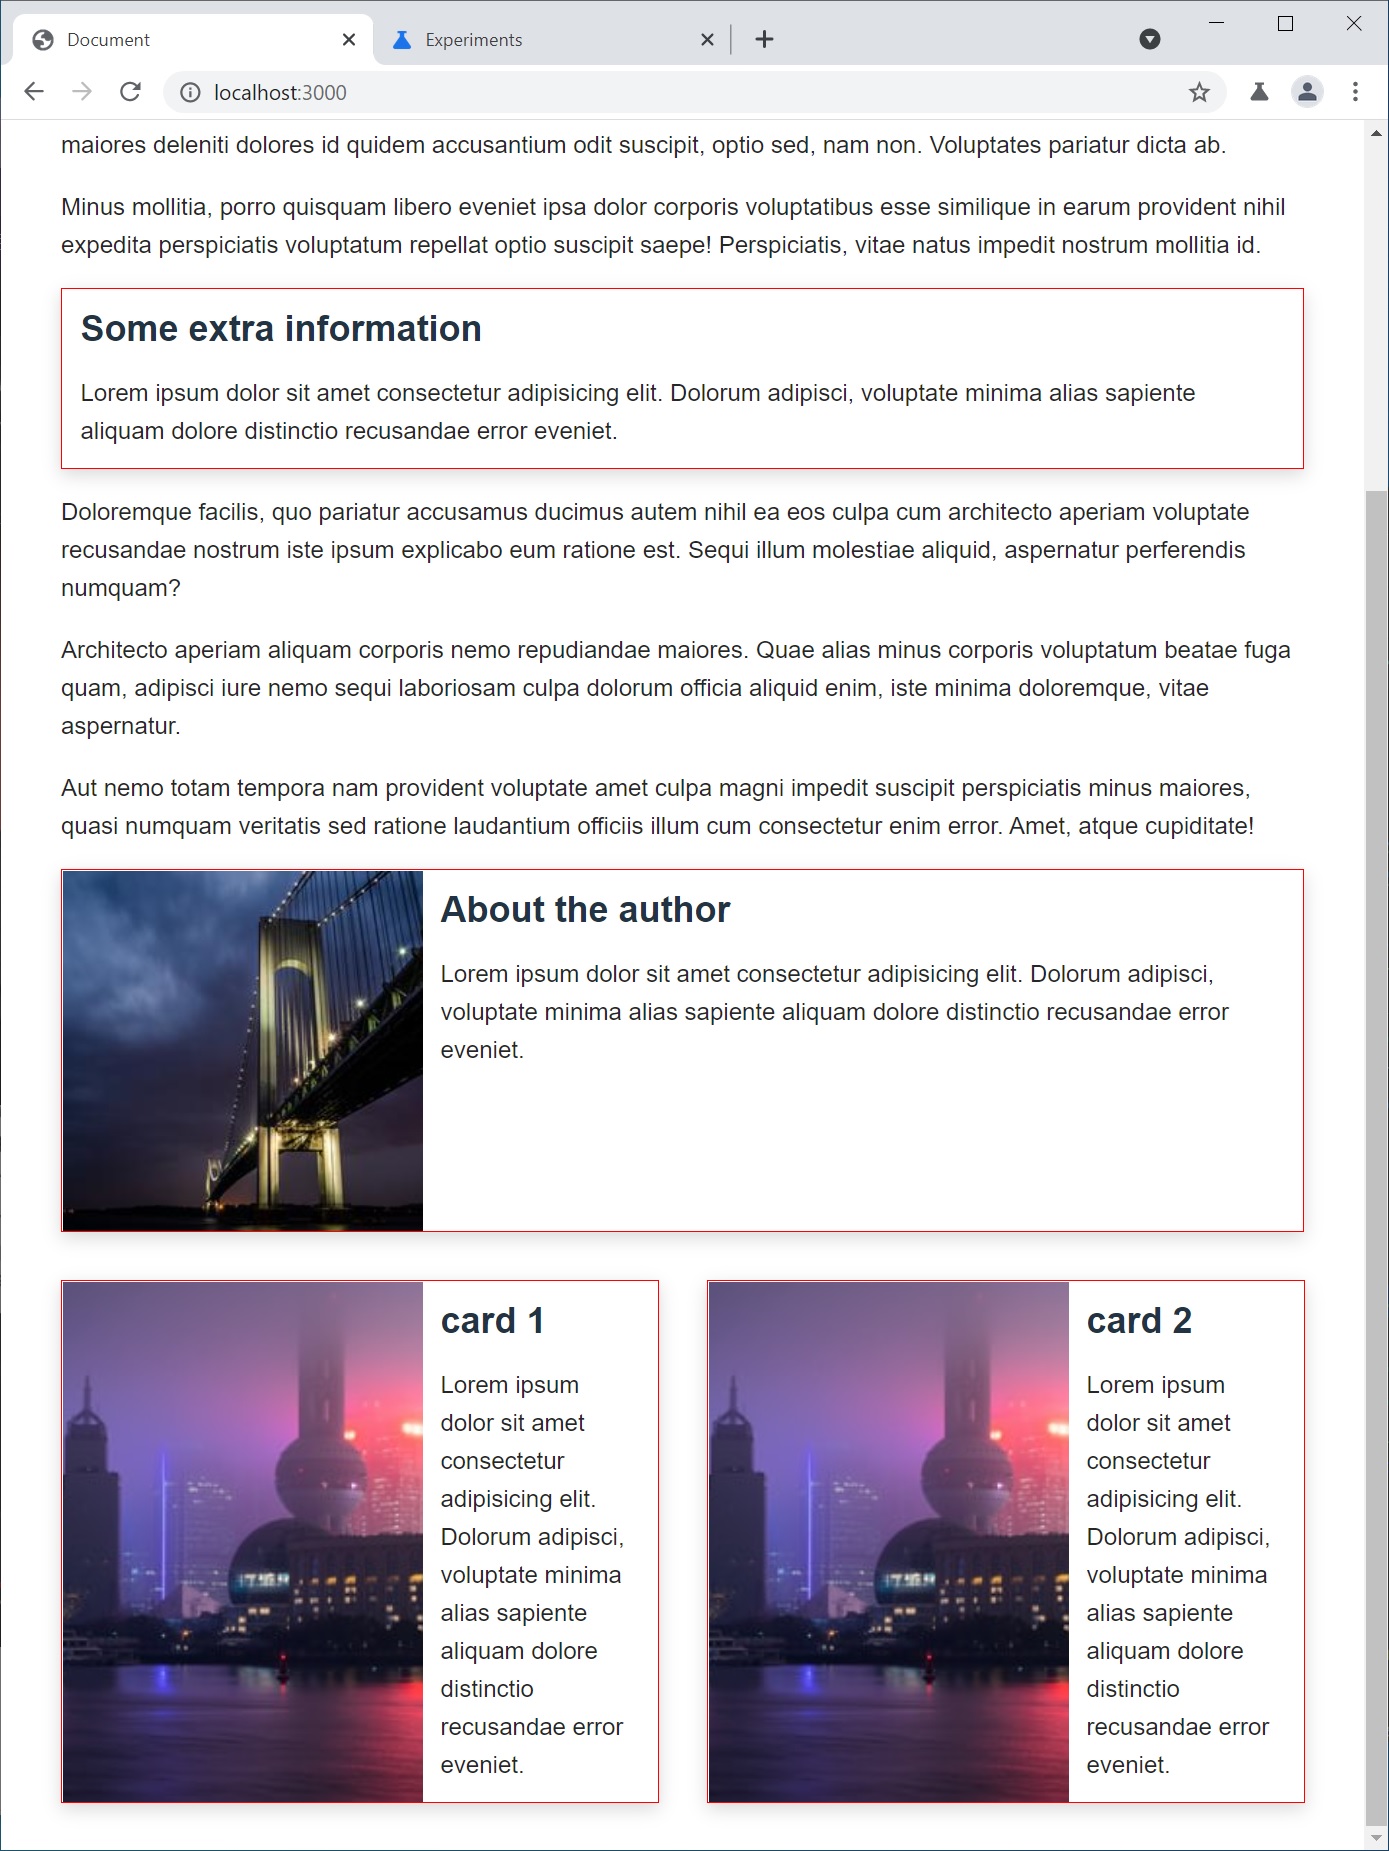 Document
Experiments
localhost:3000
maiores deleniti dolores id quidem accusantium odit suscipit, optio sed, nam non. Voluptates pariatur dicta ab.
Minus mollitia, porro quisquam libero eveniet ipsa dolor corporis voluptatibus esse similique in earum provident nihil
expedita perspiciatis voluptatum repellat optio suscipit saepe! Perspiciatis, vitae natus impedit nostrum mollitia id.
Some extra information
Lorem ipsum dolor sit amet consectetur adipisicing elit. Dolorum adipisci, voluptate minima alias sapiente
aliquam dolore distinctio recusandae error eveniet.
Doloremque facilis, quo pariatur accusamus ducimus autem nihil ea eos culpa cum architecto aperiam voluptate
recusandae nostrum iste ipsum explicabo eum ratione est. Sequi illum molestiae aliquid, aspernatur perferendis
numquam?
Architecto aperiam aliquam corporis nemo repudiandae maiores. Quae alias minus corporis voluptatum beatae fuga
quam, adipisci iure nemo sequi laboriosam culpa dolorum officia aliquid enim, iste minima doloremque, vitae
aspernatur.
Aut nemo totam tempora nam provident voluptate amet culpa magni impedit suscipit perspiciatis minus maiores,
quasi numquam veritatis sed ratione laudantium officiis illum cum consectetur enim error. Amet, atque cupiditate!
About the author
Lorem ipsum dolor sit amet consectetur adipisicing elit. Dolorum adipisci,
voluptate minima alias sapiente aliquam dolore distinctio recusandae error
eveniet.
card 1
Lorem ipsum
dolor sit amet
consectetur
adipisicing elit.
Dolorum adipisci,
voluptate minima
alias sapiente
aliquam dolore
distinctio
recusandae error
eveniet.
card 2
Lorem ipsum
dolor sit amet
consectetur
adipisicing elit.
Dolorum adipisci,
voluptate minima
alias sapiente
aliquam dolore
distinctio
recusandae error
eveniet.